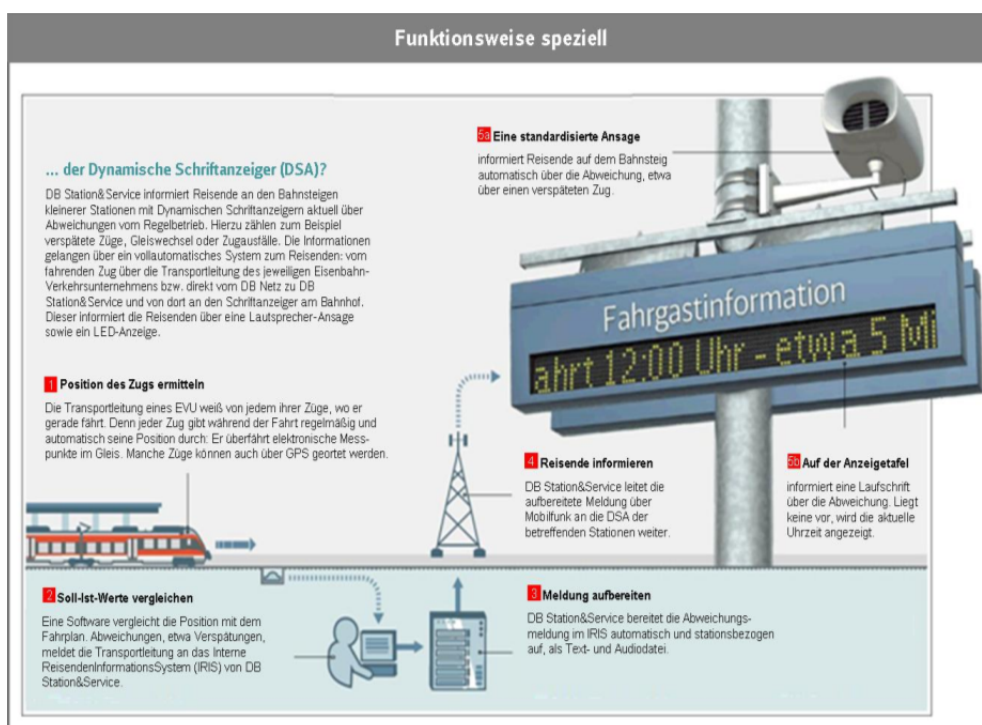 Funktionsweise speziell
... der Dynamische Schriftanzeiger (DSA)?
DB Station&Service informiert Reisende an den Bahnsteigen
kleinerer Stationen mit Dynamischen Schriftanzeigern aktuell über
Abweichungen vom Regelbetrieb. Hierzu zählen zum Beispiel
verspätete Züge, Gleiswechsel oder Zugausfälle. Die Informationen
gelangen über ein vollautomatisches System zum Reisenden: vom
fahrenden Zug über die Transportleitung des jeweiligen Eisenbahn-
Verkehrsunternehmens bzw. direkt vom DB Netz zu DB
Station&Service und von dort an den Schriftanzeiger am Bahnhof.
Dieser informiert die Reisenden über eine Lautsprecher-Ansage
sowie ein LED-Anzeige.
1 Position des Zugs ermitteln
Die Transportleitung eines EVU weiß von jedem ihrer Züge, wo er
gerade fährt. Denn jeder Zug gibt während der Fahrt regelmäßig und
automatisch seine Position durch: Er überfährt elektronische Mess-
punkte im Gleis. Manche Züge können auch über GPS geortet werden.
2 Soll-Ist-Werte vergleichen
Eine Software vergleicht die Position mit dem
Fahrplan. Abweichungen, etwa Verspätungen,
meldet die Transportleitung an das Interne
ReisendenInformationsSystem (IRIS) von DB
Station&Service.
3 Meldung aufbereiten
DB Station&Service bereitet die Abweichungs-
meldung im IRIS automatisch und stationsbezogen
auf, als Text- und Audiodatei.
4 Reisende informieren
DB Station&Service leitet die
aufbereitete Meldung über
Mobilfunk an die DSA der
betreffenden Stationen weiter.
5a Eine standardisierte Ansage
informiert Reisende auf dem Bahnsteig
automatisch über die Abweichung, etwa
über einen verspäteten Zug.
Fahrgastinformation
ahrt 12:00 Uhr - etwa 5 Mi
5b Auf der Anzeigetafel
informiert eine Laufschrift
über die Abweichung. Liegt
keine vor, wird die aktuelle
Uhrzeit angezeigt.